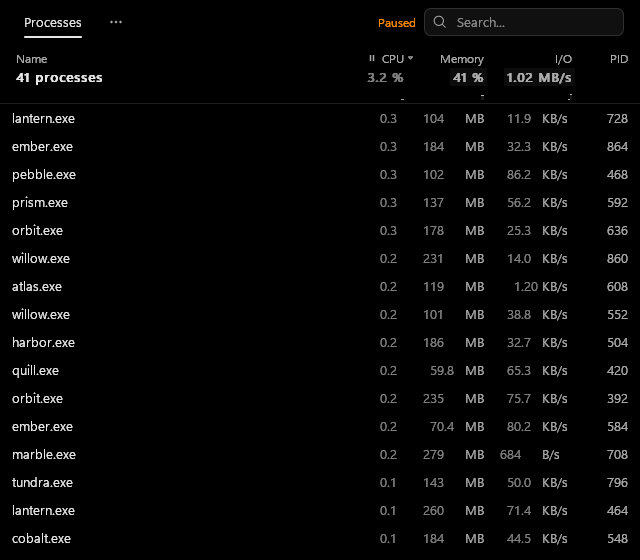 Processes ··· Paused Search...
Name CPU Memory I/O PID
41 processes 3.2 % 41 % 1.02 MB/s
lantern.exe 0.3 104 MB 11.9 KB/s 728
ember.exe 0.3 184 MB 32.3 KB/s 864
pebble.exe 0.3 102 MB 86.2 KB/s 468
prism.exe 0.3 137 MB 56.2 KB/s 592
orbit.exe 0.3 178 MB 25.3 KB/s 636
willow.exe 0.2 231 MB 14.0 KB/s 860
atlas.exe 0.2 119 MB 1.20 KB/s 608
willow.exe 0.2 101 MB 38.8 KB/s 552
harbor.exe 0.2 186 MB 32.7 KB/s 504
quill.exe 0.2 59.8 MB 65.3 KB/s 420
orbit.exe 0.2 235 MB 75.7 KB/s 392
ember.exe 0.2 70.4 MB 80.2 KB/s 584
marble.exe 0.2 279 MB 684 B/s 708
tundra.exe 0.1 143 MB 50.0 KB/s 796
lantern.exe 0.1 260 MB 71.4 KB/s 464
cobalt.exe 0.1 184 MB 44.5 KB/s 548